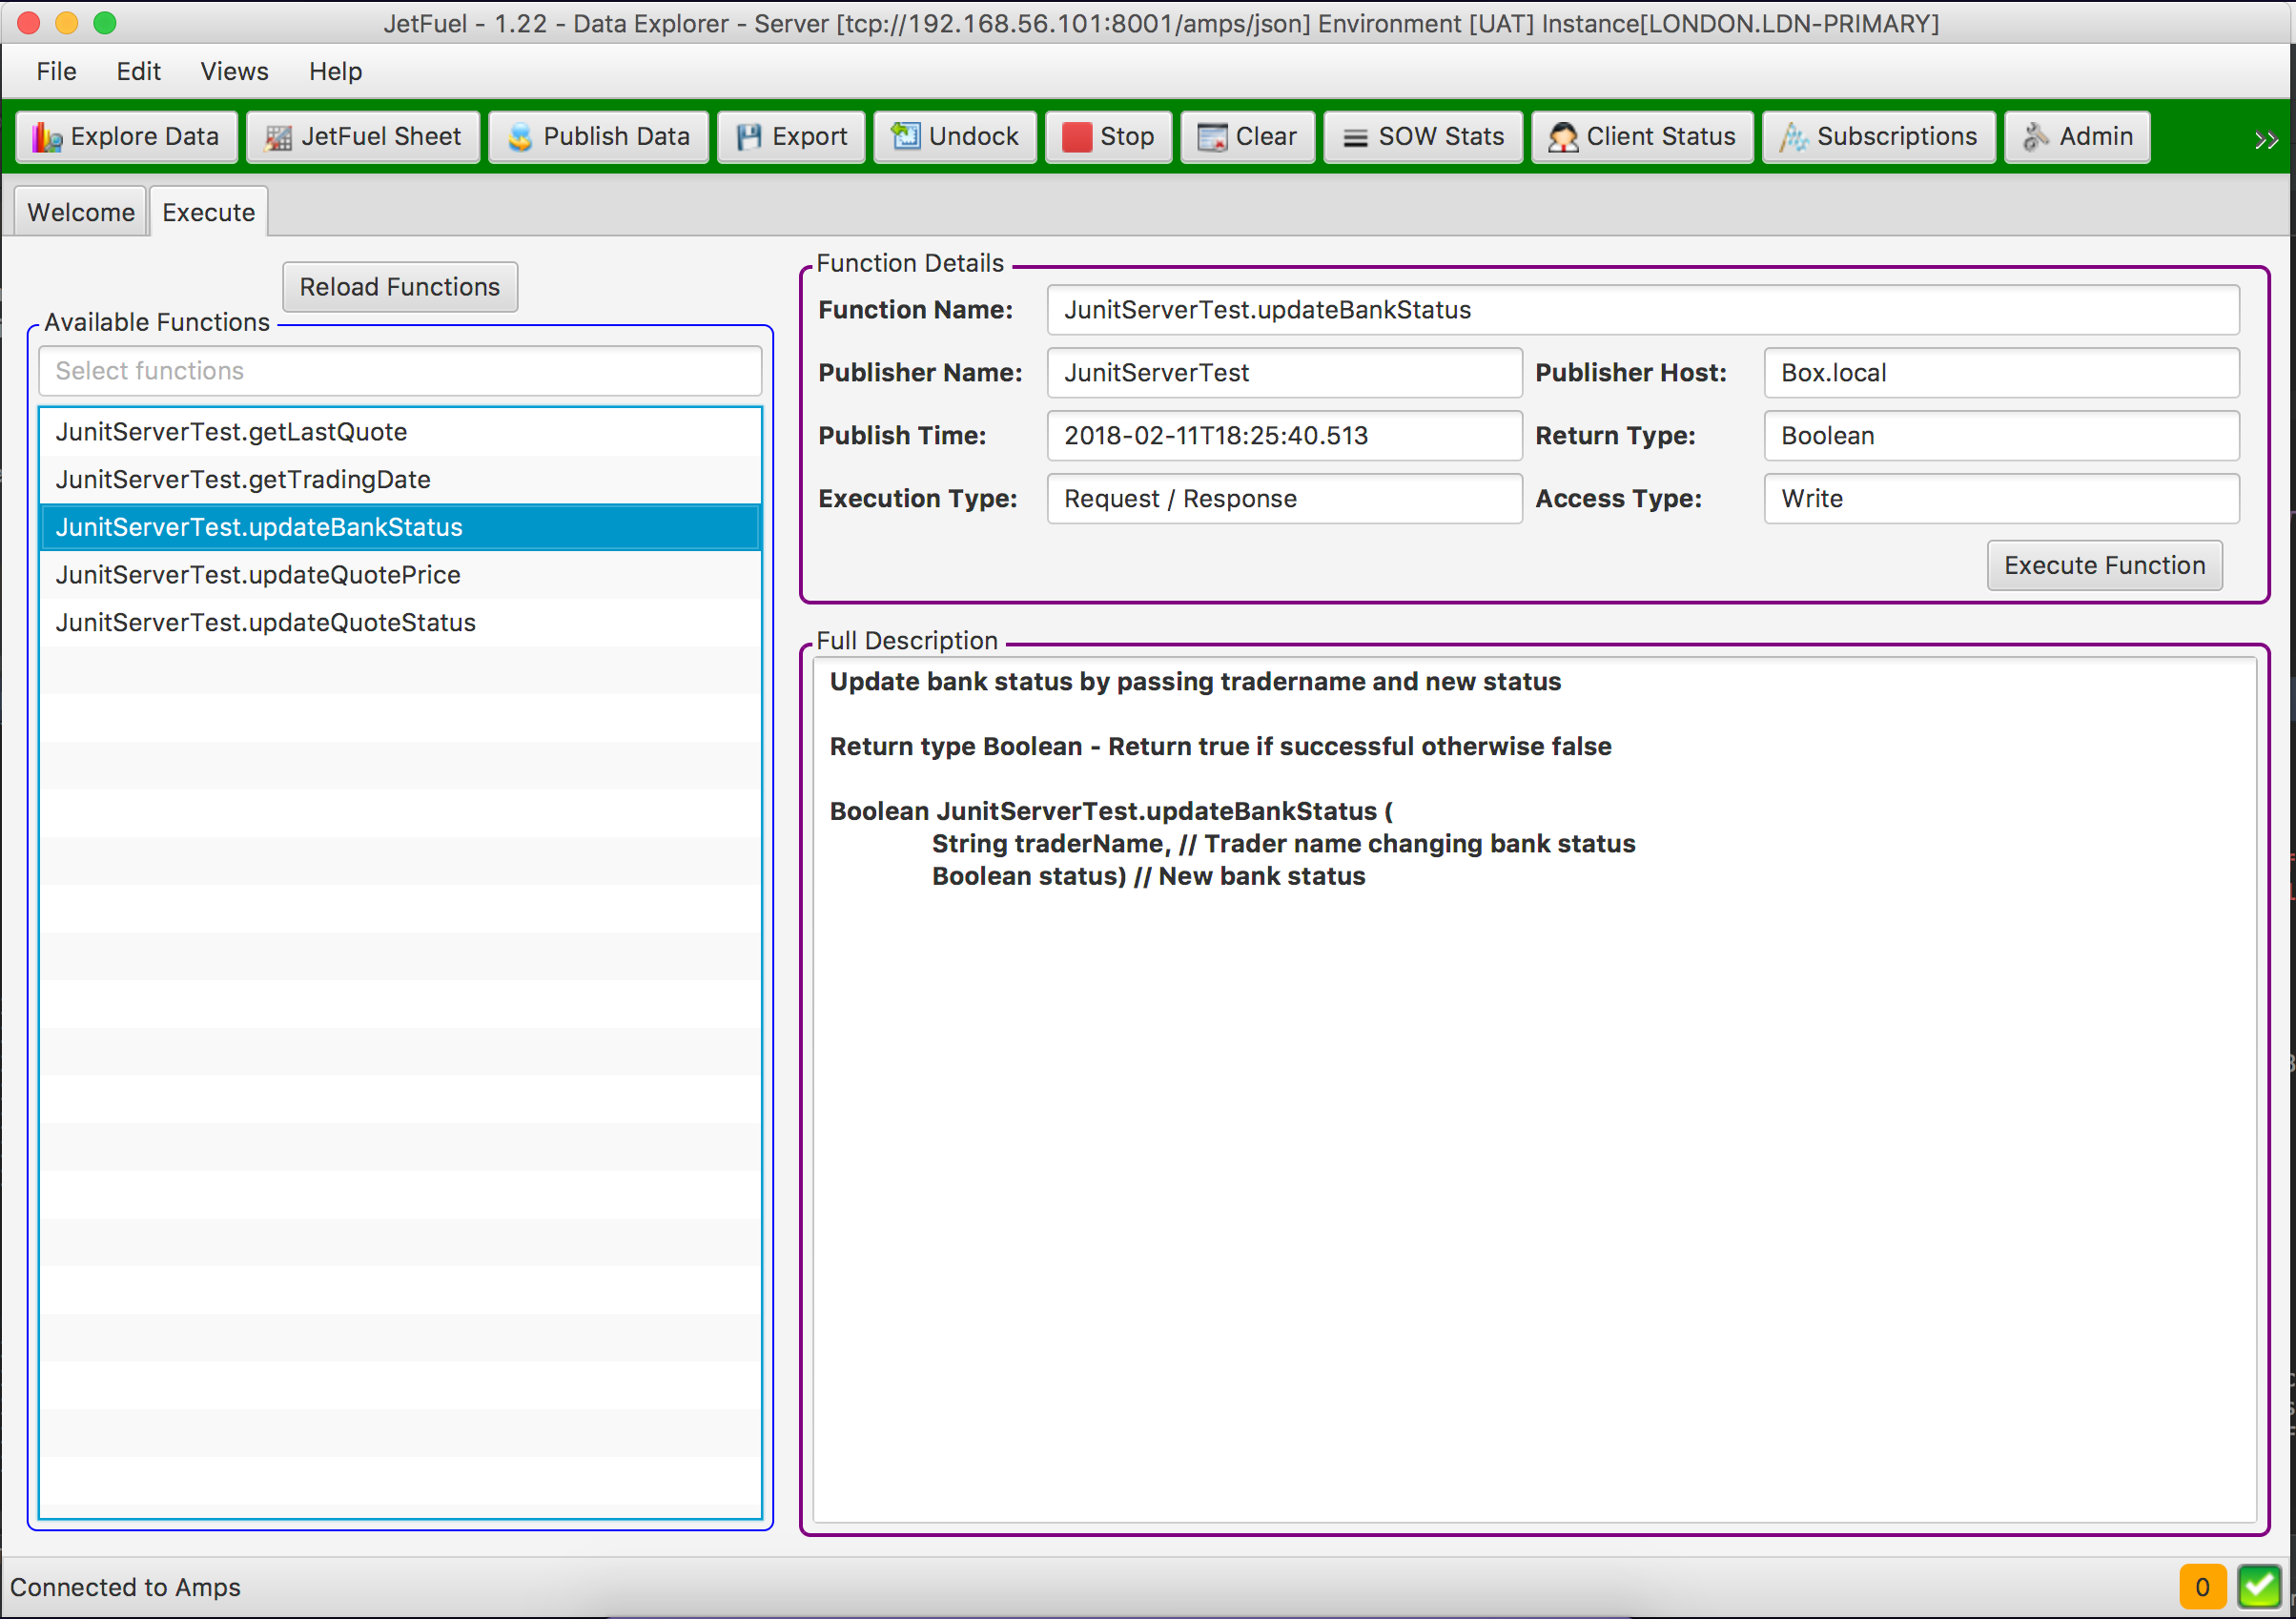 JetFuel - 1.22 - Data Explorer - Server [tcp://192.168.56.101:8001/amps/json] Environment [UAT] Instance[LONDON.LDN-PRIMARY]
File Edit Views Help
Explore Data JetFuel Sheet Publish Data Export Undock Stop Clear SOW Stats Client Status Subscriptions Admin
Welcome Execute
Reload Functions
Available Functions
Select functions
JunitServerTest.getLastQuote
JunitServerTest.getTradingDate
JunitServerTest.updateBankStatus
JunitServerTest.updateQuotePrice
JunitServerTest.updateQuoteStatus
Function Details
Function Name: JunitServerTest.updateBankStatus
Publisher Name: JunitServerTest Publisher Host: Box.local
Publish Time: 2018-02-11T18:25:40.513 Return Type: Boolean
Execution Type: Request / Response Access Type: Write
Execute Function
Full Description
Update bank status by passing tradername and new status
Return type Boolean - Return true if successful otherwise false
Boolean JunitServerTest.updateBankStatus (
String traderName, // Trader name changing bank status
Boolean status) // New bank status
Connected to Amps 0